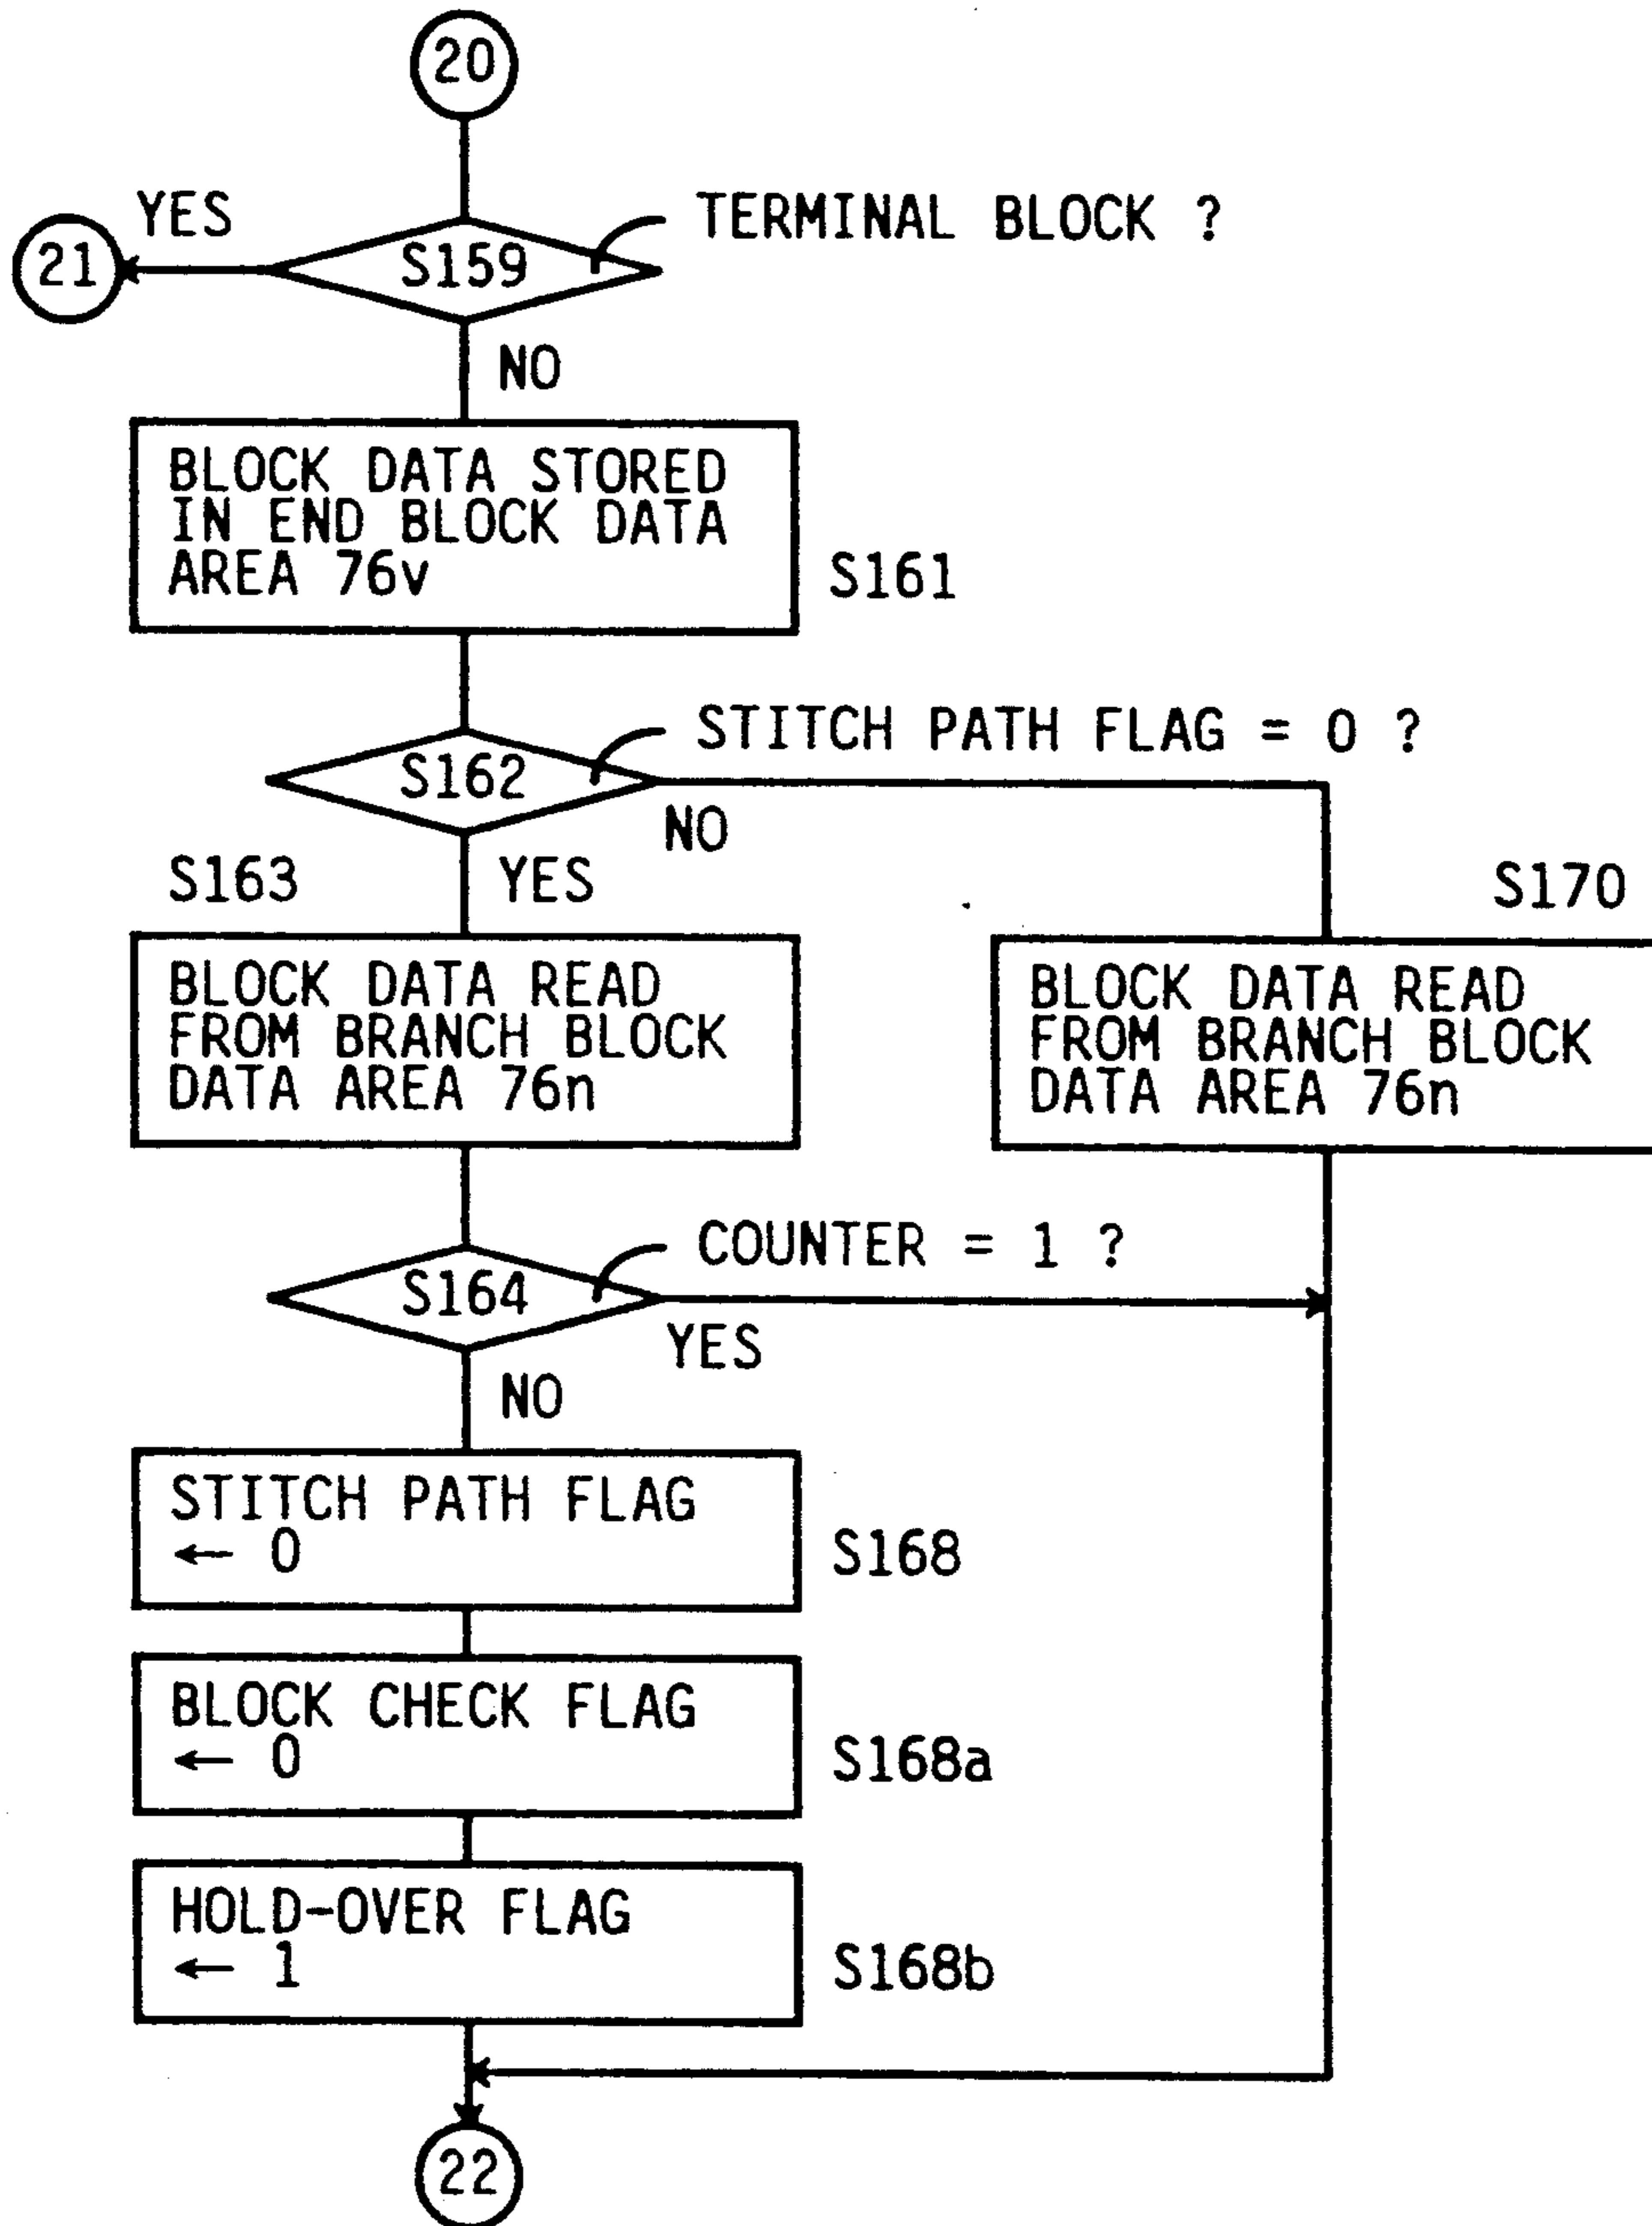 20
YES
TERMINAL BLOCK ?
21
S159
NO
BLOCK DATA STORED
IN END BLOCK DATA
AREA 76v
S161
STITCH PATH FLAG = 0 ?
S162
NO
S163
YES
S170
BLOCK DATA READ
FROM BRANCH BLOCK
DATA AREA 76n
BLOCK DATA READ
FROM BRANCH BLOCK
DATA AREA 76n
COUNTER = 1 ?
S164
YES
NO
STITCH PATH FLAG
← 0
S168
BLOCK CHECK FLAG
← 0
S168a
HOLD-OVER FLAG
← 1
S168b
22